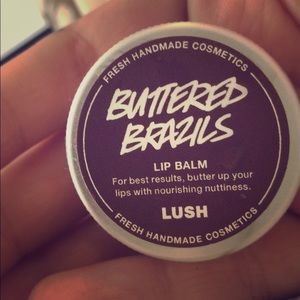 FRESH HANDMADE COSMETICS
BUTTERED
BRAZILS
LIP BALM
For best results, butter up your
lips with nourishing nuttiness.
LUSH
FRESH HANDMADE COSMETICS